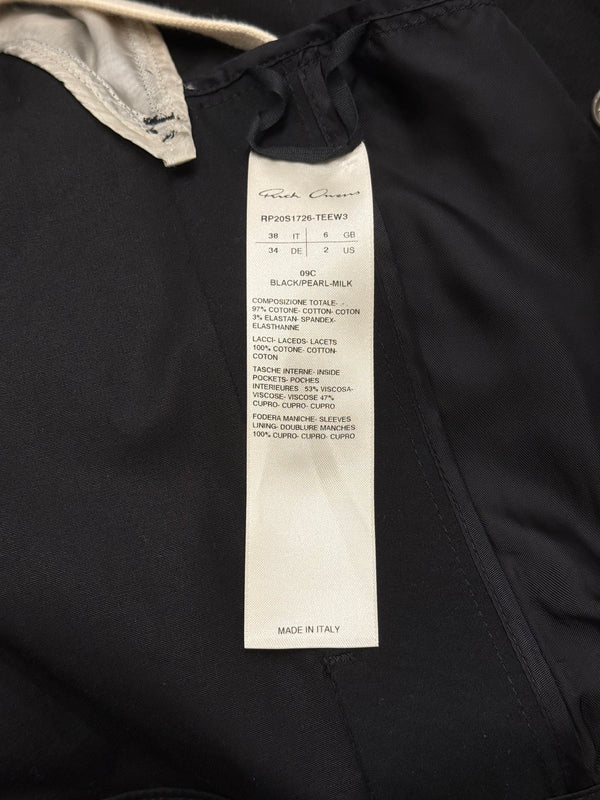 Rick Owens
RP20S1726-TEEW3
38 IT 6 GB
34 DE 2 US
09C
BLACK/PEARL-MILK
COMPOSIZIONE TOTALE- .-
97% COTONE- COTTON- COTON
3% ELASTAN- SPANDEX-
ELASTHANNE
LACCI- LACEDS- LACETS
100% COTONE- COTTON-
COTON
TASCHE INTERNE- INSIDE
POCKETS- POCHES
INTERIEURES 53% VISCOSA-
VISCOSE- VISCOSE 47%
CUPRO- CUPRO- CUPRO
FODERA MANICHE- SLEEVES
LINING- DOUBLURE MANCHES
100% CUPRO- CUPRO- CUPRO
MADE IN ITALY